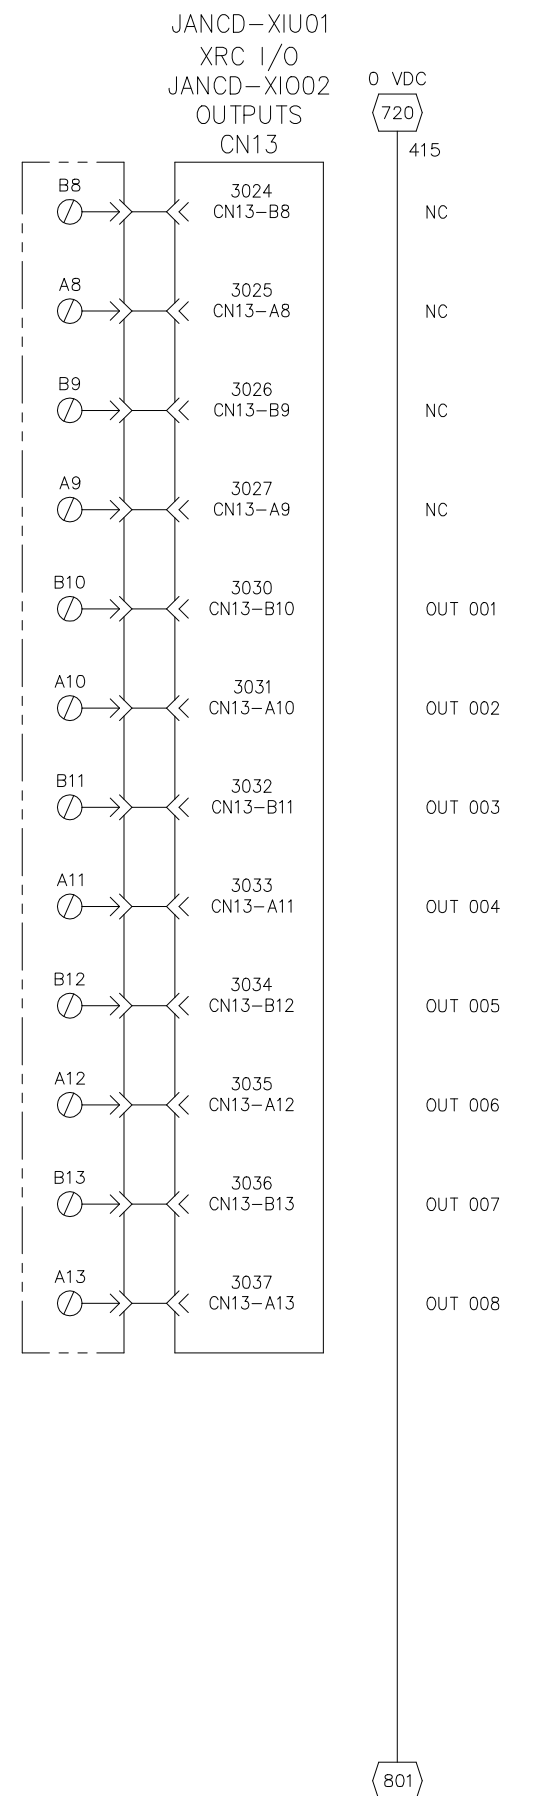 JANCD-XIU01
XRC I/O
JANCD-XIO02
OUTPUTS
CN13
0 VDC
720
415
B8
3024
CN13-B8
NC
A8
3025
CN13-A8
NC
B9
3026
CN13-B9
NC
A9
3027
CN13-A9
NC
B10
3030
CN13-B10
OUT 001
A10
3031
CN13-A10
OUT 002
B11
3032
CN13-B11
OUT 003
A11
3033
CN13-A11
OUT 004
B12
3034
CN13-B12
OUT 005
A12
3035
CN13-A12
OUT 006
B13
3036
CN13-B13
OUT 007
A13
3037
CN13-A13
OUT 008
801